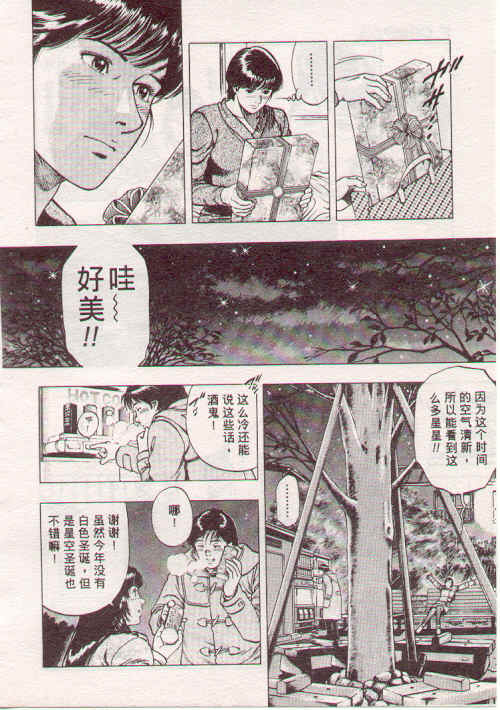 ………
哇～～
好美!!
因为这个时间
的空气清新，
所以能看到这
么多星星!!
………
这么冷还能
说这些话，
酒鬼！
HOT CO
哪！
谢谢！
虽然今年没有
白色圣诞，但
是星空圣诞也
不错嘛！